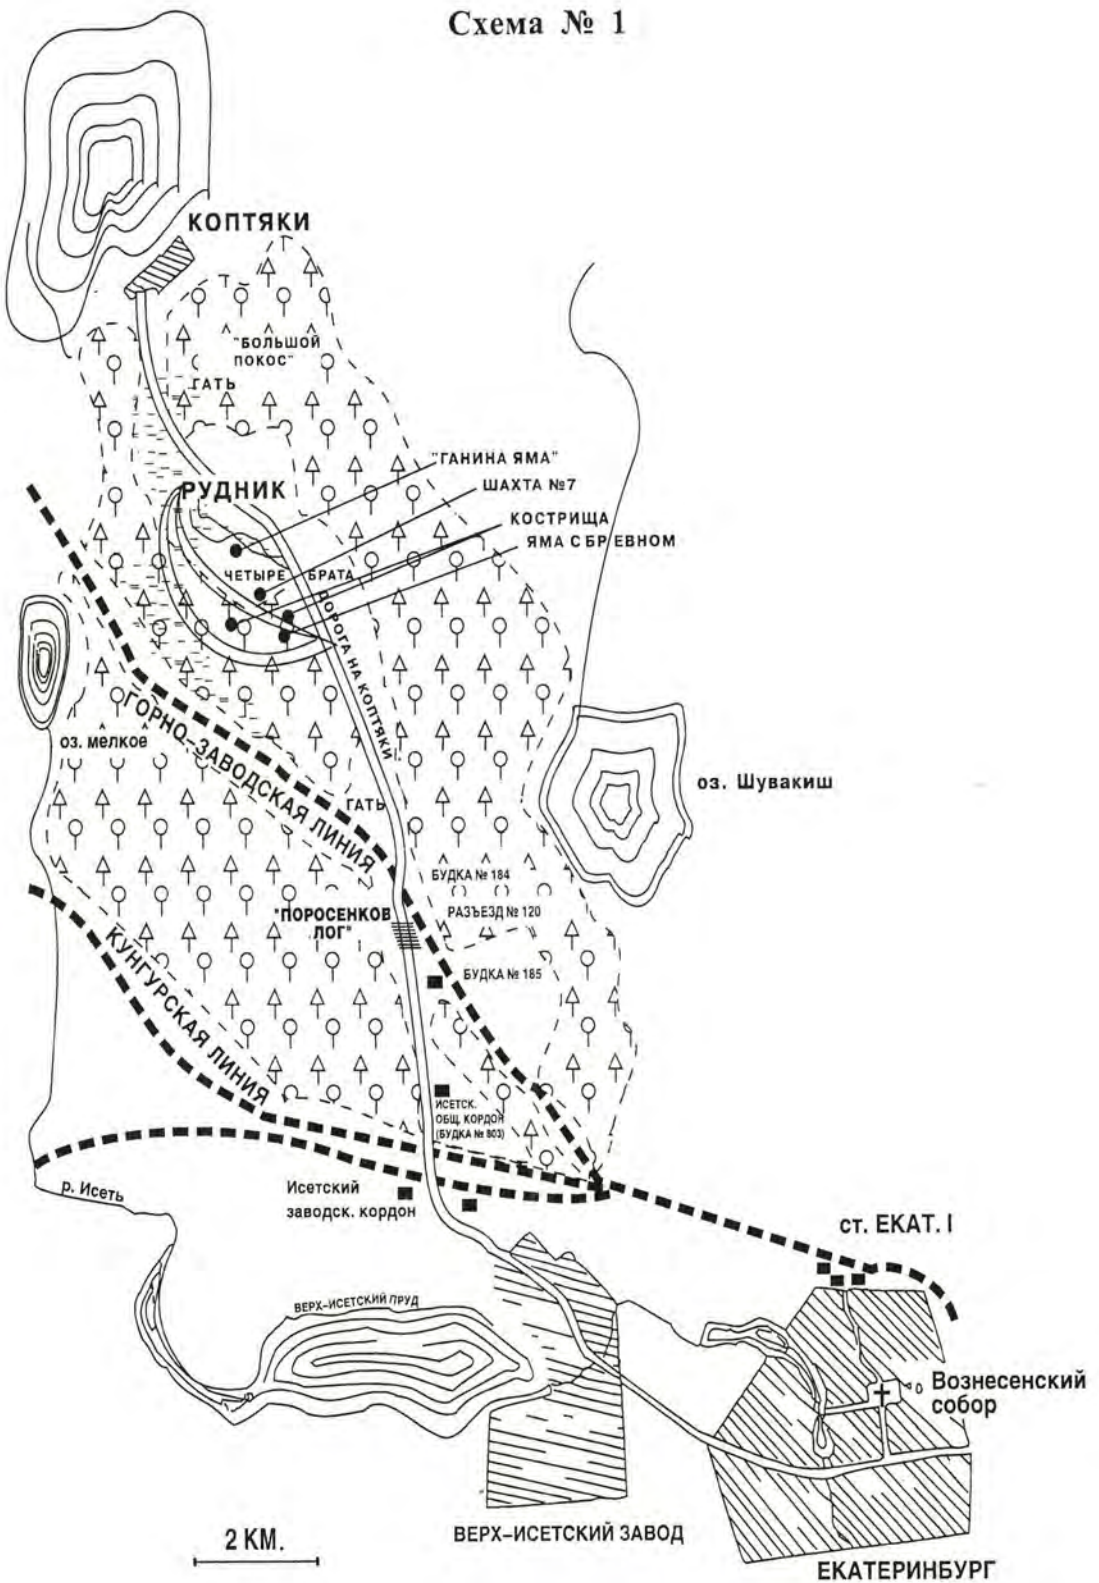 Схема № 1
КОПТЯКИ
"БОЛЬШОЙ
ПОКОС"
ГАТЬ
"ГАНИНА ЯМА"
ШАХТА №7
РУДНИК
КОСТРИЩА
ЯМА С БРЕВНОМ
ЧЕТЫРЕ БРАТА
ДОРОГА НА КОПТЯКИ
ГОРНО-ЗАВОДСКАЯ ЛИНИЯ
оз. мелкое
оз. Шувакиш
ГАТЬ
БУДКА № 184
"ПОРОСЕНКОВ
ЛОГ"
РАЗЪЕЗД № 120
БУДКА № 185
КУНГУРСКАЯ ЛИНИЯ
ИСЕТСК.
ОБЩ. КОРДОН
(БУДКА № 803)
р. Исеть
Исетский
заводск. кордон
ст. ЕКАТ. I
ВЕРХ-ИСЕТСКИЙ ПРУД
Вознесенский
собор
2 КМ.
ВЕРХ-ИСЕТСКИЙ ЗАВОД
ЕКАТЕРИНБУРГ